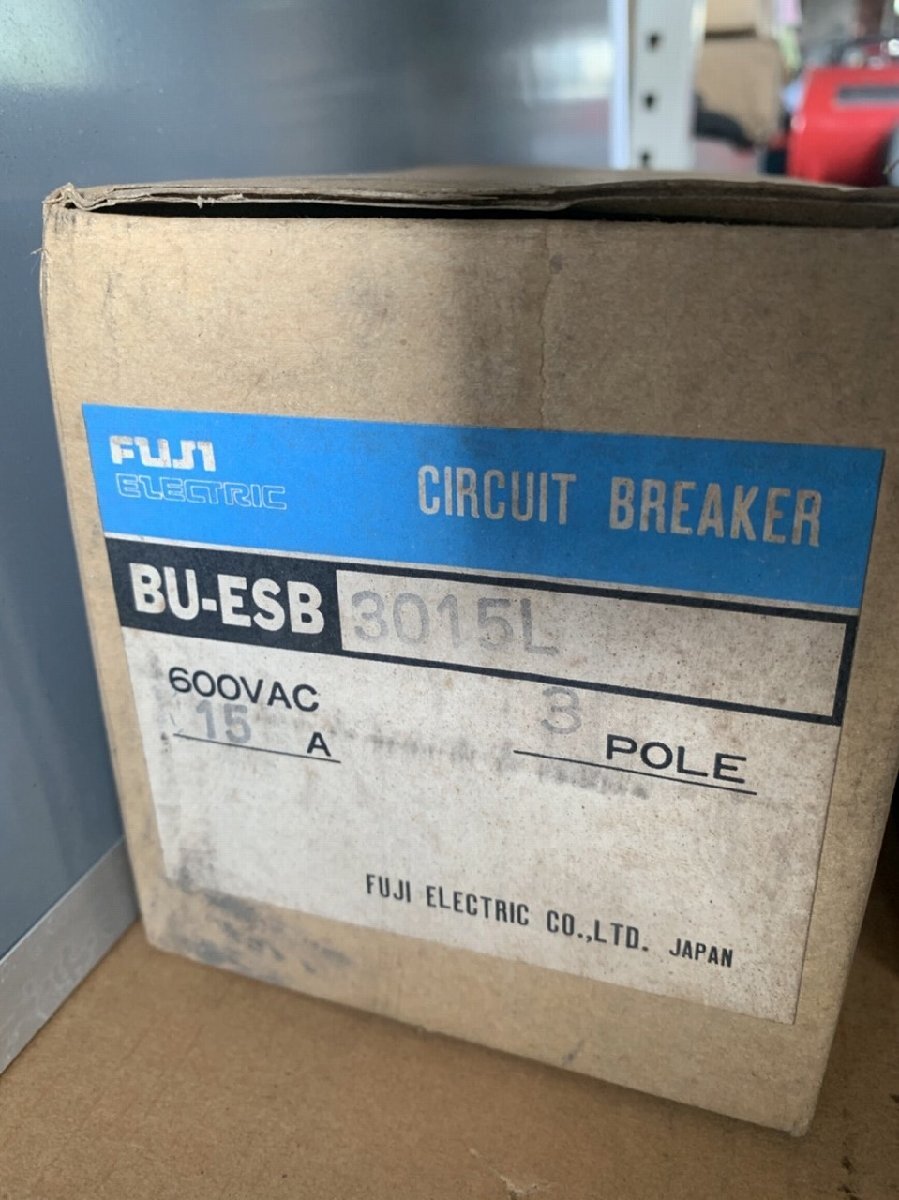 FUJI
ELECTRIC
CIRCUIT BREAKER
BU-ESB 3015L
600VAC
15 A
3 POLE
FUJI ELECTRIC CO.,LTD. JAPAN